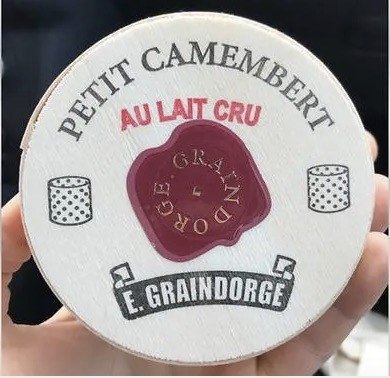 PETIT CAMEMBERT
AU LAIT CRU
GRAINDORGE
E. GRAINDORGE